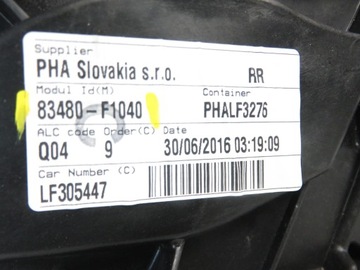 Supplier
PHA Slovakia s.r.o. RR
Modul Id(M) Container
83480-F1040 PHALF3276
ALC code Order(C) Date
Q04 9 30/06/2016 03:19:09
Car Number (C)
LF305447